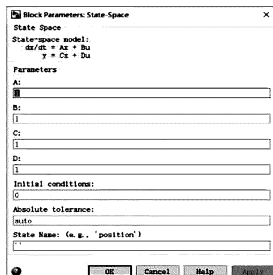 Block Parameters: State-Space
State Space
State-space model:
dx/dt = Ax + Bu
y = Cx + Du
Parameters
A:
B:
1
C:
1
D:
1
Initial conditions:
0
Absolute tolerance:
auto
State Name: (e.g., 'position')
''
OK Cancel Help Apply